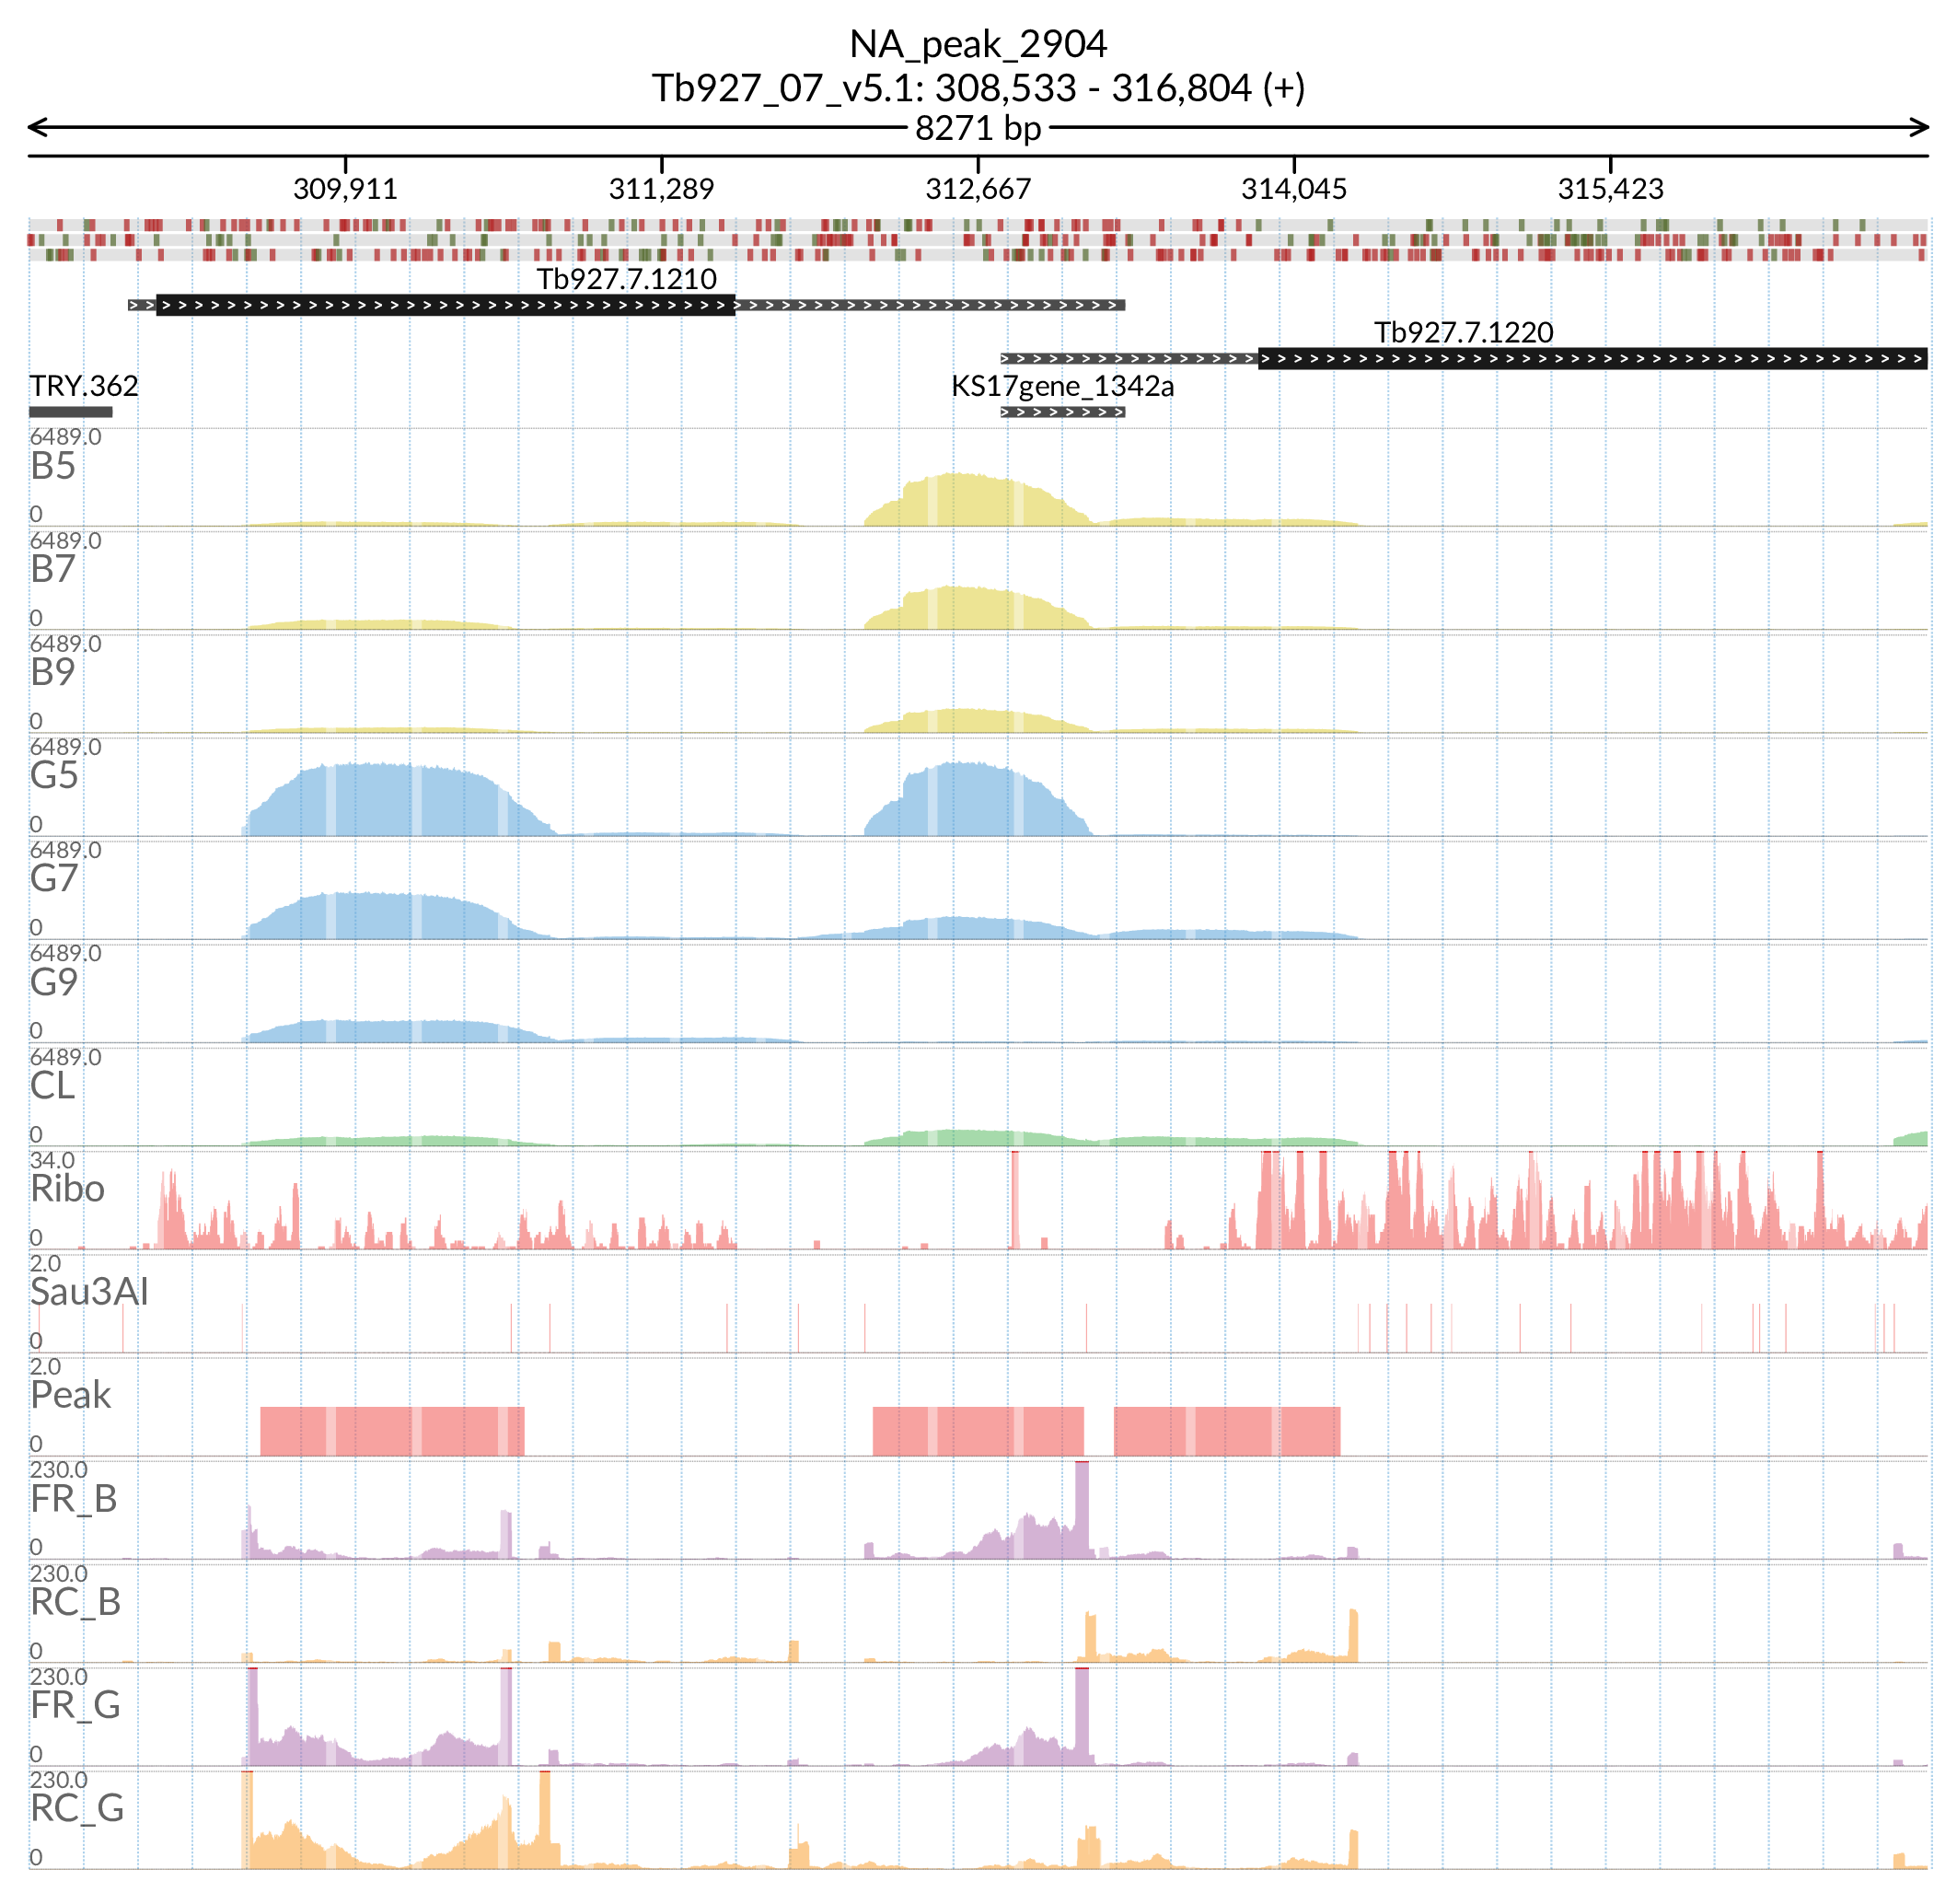 NA_peak_2904
Tb927_07_v5.1: 308,533 - 316,804 (+)
8271 bp
309,911 311,289 312,667 314,045 315,423
Tb927.7.1210
Tb927.7.1220
TRY.362 KS17gene_1342a
6489.0
B5
0
6489.0
B7
0
6489.0
B9
0
6489.0
G5
0
6489.0
G7
0
6489.0
G9
0
6489.0
CL
0
34.0
Ribo
0
2.0
Sau3AI
0
2.0
Peak
0
230.0
FR_B
0
230.0
RC_B
0
230.0
FR_G
0
230.0
RC_G
0